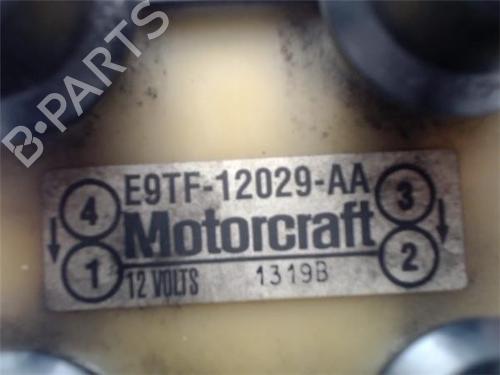 B-PARTS
E9TF-12029-AA
4 3
Motorcraft
1 2
12 VOLTS 1319B